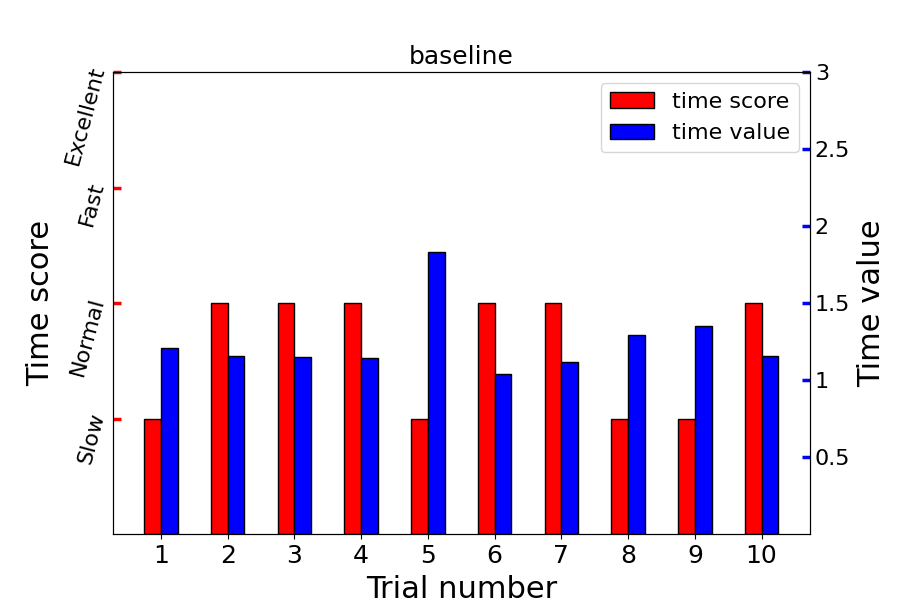 baseline
time score
time value
Time score
Excellent
Fast
Normal
Slow
3
2.5
2
1.5
1
0.5
Time value
1 2 3 4 5 6 7 8 9 10
Trial number